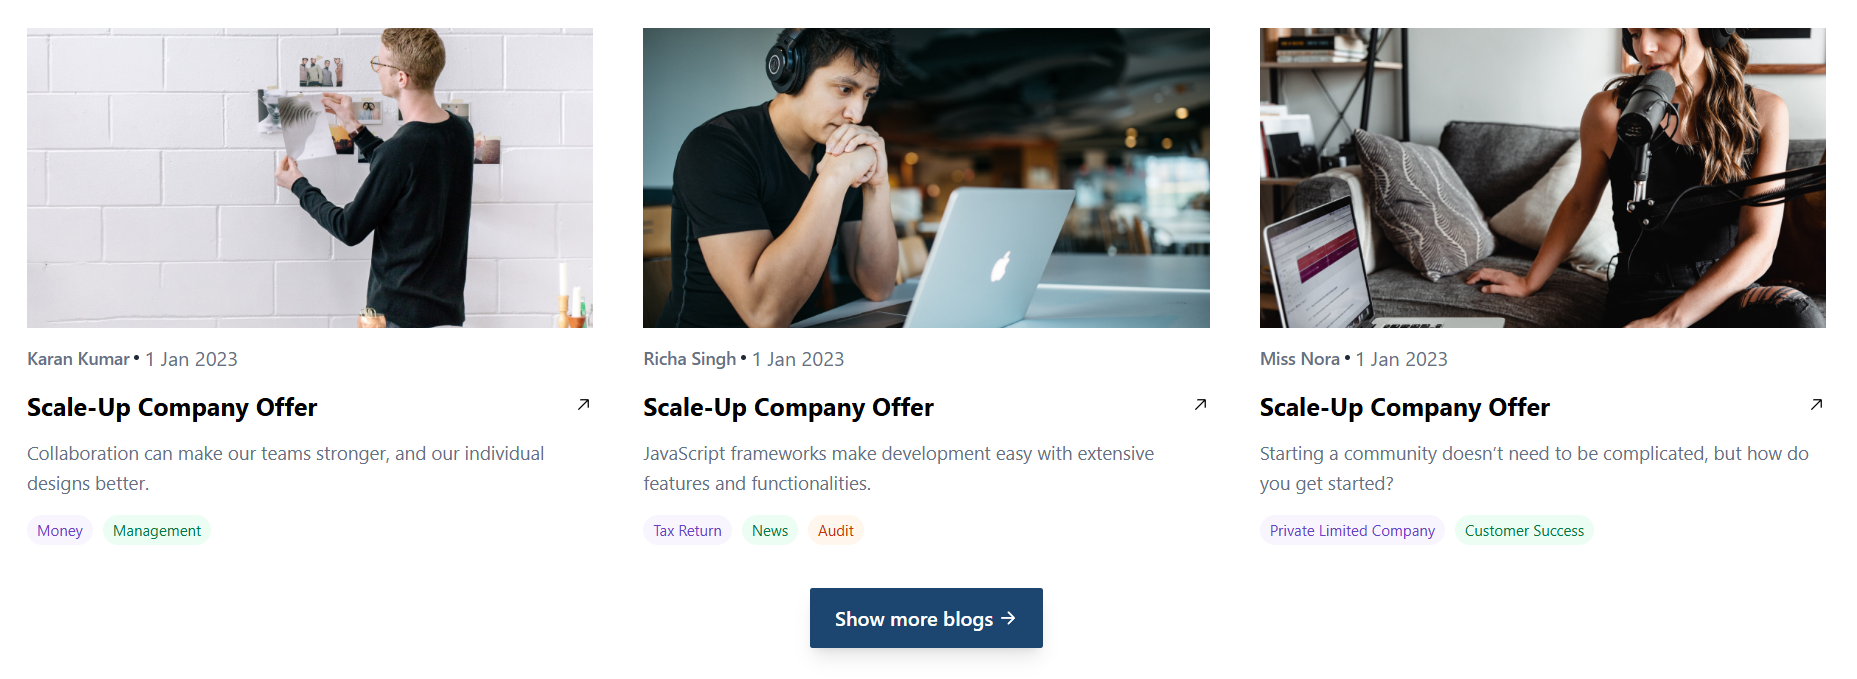 Karan Kumar • 1 Jan 2023
Scale-Up Company Offer
Collaboration can make our teams stronger, and our individual
designs better.
Money
Management
Richa Singh • 1 Jan 2023
Scale-Up Company Offer
JavaScript frameworks make development easy with extensive
features and functionalities.
Tax Return
News
Audit
Miss Nora • 1 Jan 2023
Scale-Up Company Offer
Starting a community doesn’t need to be complicated, but how do
you get started?
Private Limited Company
Customer Success
Show more blogs →